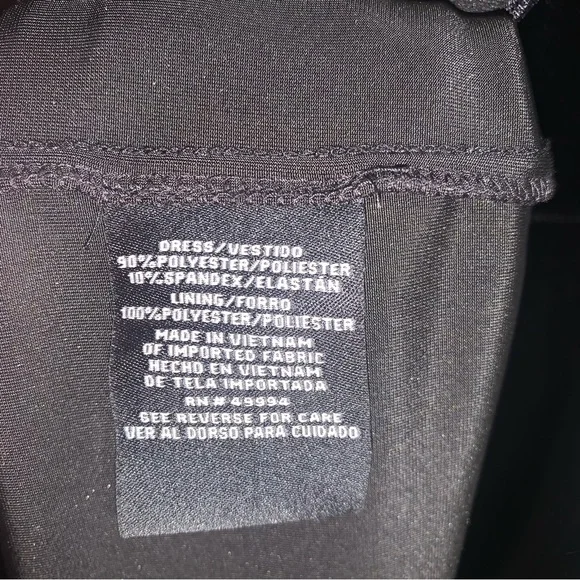 DRESS/VESTIDO
90%POLYESTER/POLIESTER
10%SPANDEX/ELASTÁN
LINING/FORRO
100%POLYESTER/POLIESTER
MADE IN VIETNAM
OF IMPORTED FABRIC
HECHO EN VIETNAM
DE TELA IMPORTADA
RN# 49994
SEE REVERSE FOR CARE
VER AL DORSO PARA CUIDADO